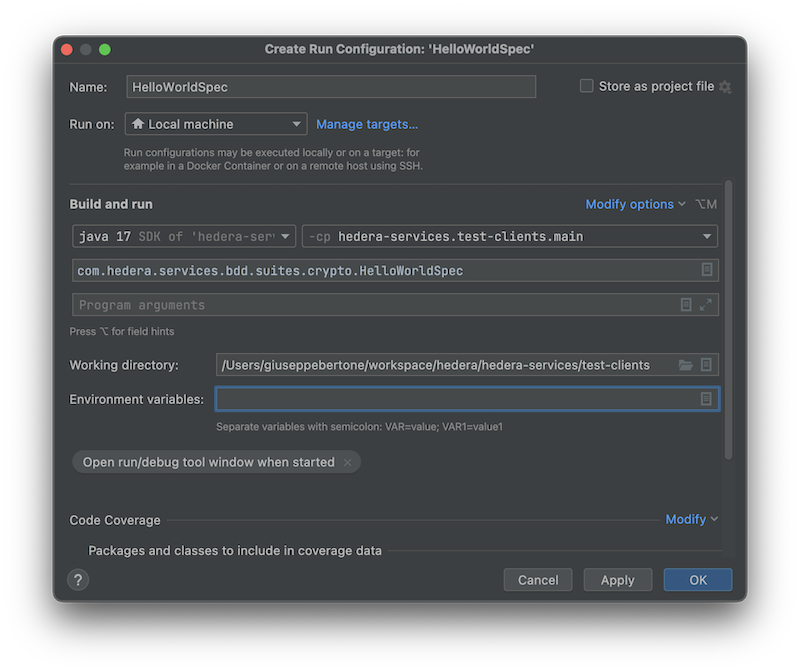 Create Run Configuration: 'HelloWorldSpec'
Name: HelloWorldSpec Store as project file
Run on: Local machine Manage targets...
Run configurations may be executed locally or on a target: for
example in a Docker Container or on a remote host using SSH.
Build and run Modify options ⌥M
java 17 SDK of 'hedera-ser -cp hedera-services.test-clients.main
com.hedera.services.bdd.suites.crypto.HelloWorldSpec
Program arguments
Press ⌥ for field hints
Working directory: /Users/giuseppebertone/workspace/hedera/hedera-services/test-clients
Environment variables:
Separate variables with semicolon: VAR=value; VAR1=value1
Open run/debug tool window when started ×
Code Coverage Modify
Packages and classes to include in coverage data
? Cancel Apply OK